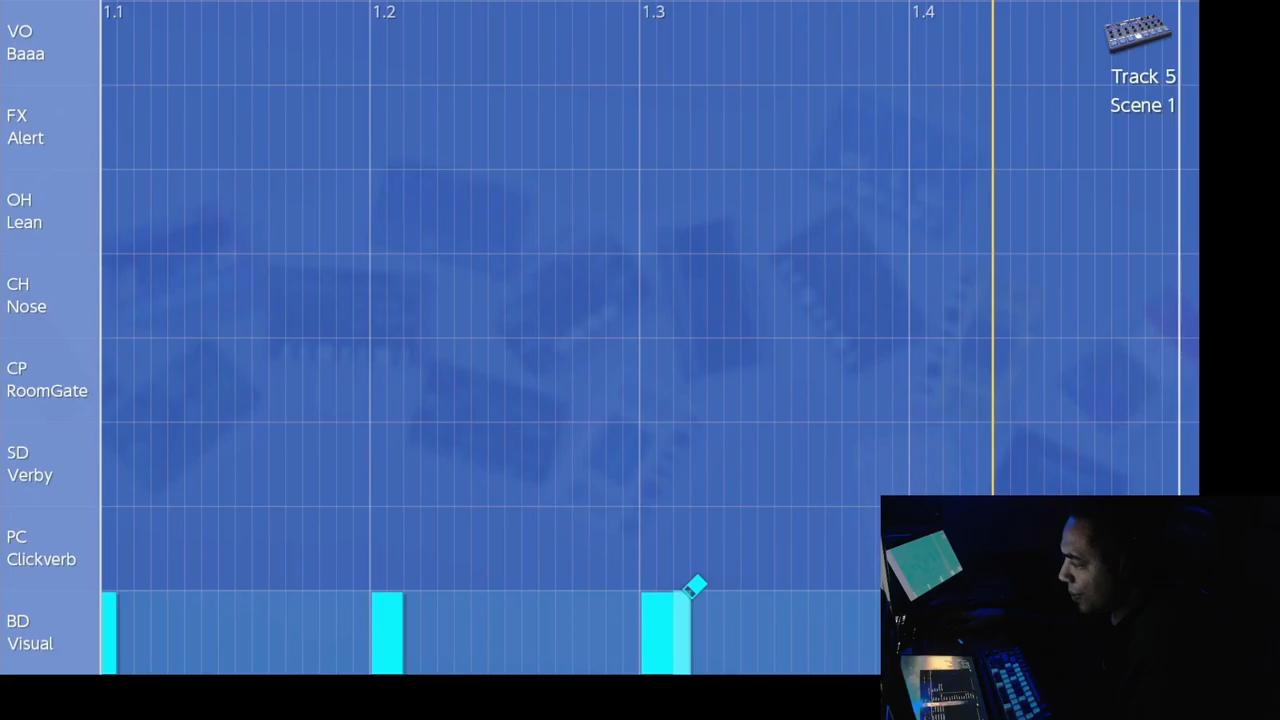 1.1
1.2
1.3
1.4
Track 5
Scene 1
VO
Baaa
FX
Alert
OH
Lean
CH
Nose
CP
RoomGate
SD
Verby
PC
Clickverb
BD
Visual